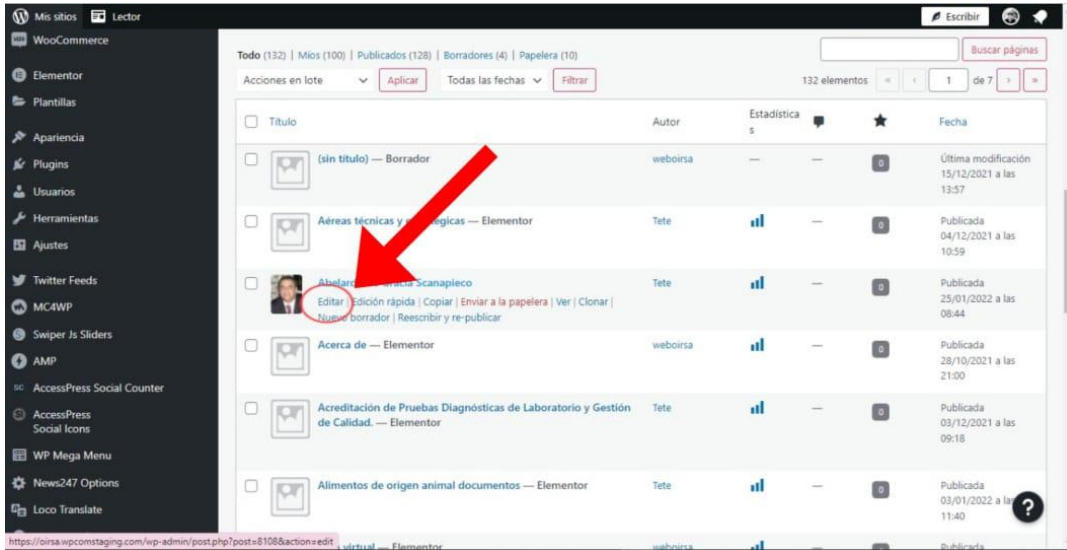 Mis sitios Lector Escribir
WooCommerce
Elementor
Plantillas
Apariencia
Plugins
Usuarios
Herramientas
Ajustes
Twitter Feeds
MC4WP
Swiper Js Sliders
AMP
AccessPress Social Counter
AccessPress
Social Icons
WP Mega Menu
News247 Options
Loco Translate
Todo (132) | Míos (100) | Publicados (128) | Borradores (4) | Papelera (10)
Buscar páginas
Acciones en lote Aplicar Todas las fechas Filtrar 132 elementos « ‹ 1 de 7 › »
Título Autor Estadística
s
Fecha
(sin título) — Borrador weboirsa — — 0 Última modificación
15/12/2021 a las
13:57
Aéreas técnicas y egicas — Elementor Tete — 0 Publicada
04/12/2021 a las
10:59
Scanapieco Tete — 0 Publicada
Editar | Edición rápida | Copiar | Enviar a la papelera | Ver | Clonar | 25/01/2022 a las
Nuevo borrador | Reescribir y re-publicar 08:44
Acerca de — Elementor weboirsa — 0 Publicada
28/10/2021 a las
21:00
Acreditación de Pruebas Diagnósticas de Laboratorio y Gestión Tete — 0 Publicada
de Calidad. — Elementor 03/12/2021 a las
09:18
Alimentos de origen animal documentos — Elementor Tete — 0 Publicada
03/01/2022 a
11:40
?
virtual — Elementor weboirsa Publicada
https://oirsa.wpcomstaging.com/wp-admin/post.php?post=8108&action=edit